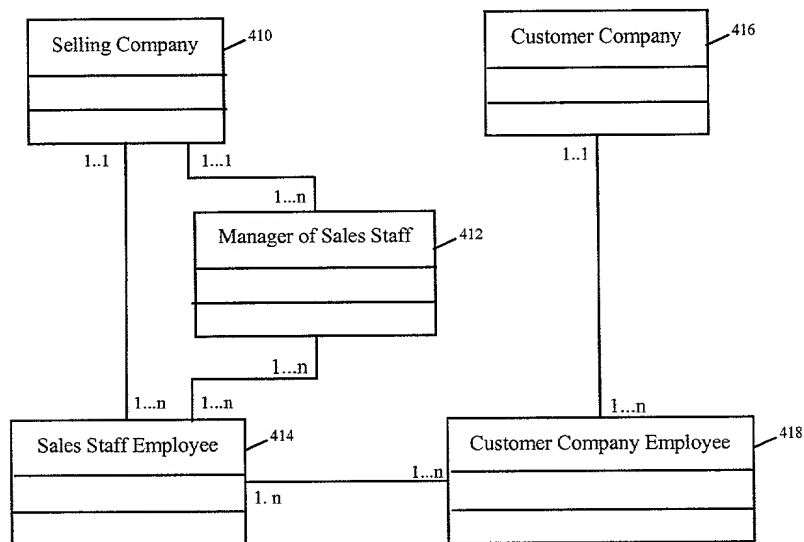 Selling Company
410
Customer Company
416
1..1
1...1
1..1
1...n
Manager of Sales Staff
412
1...n
1...n
1...n
1...n
Sales Staff Employee
414
Customer Company Employee
418
1...n
1. n